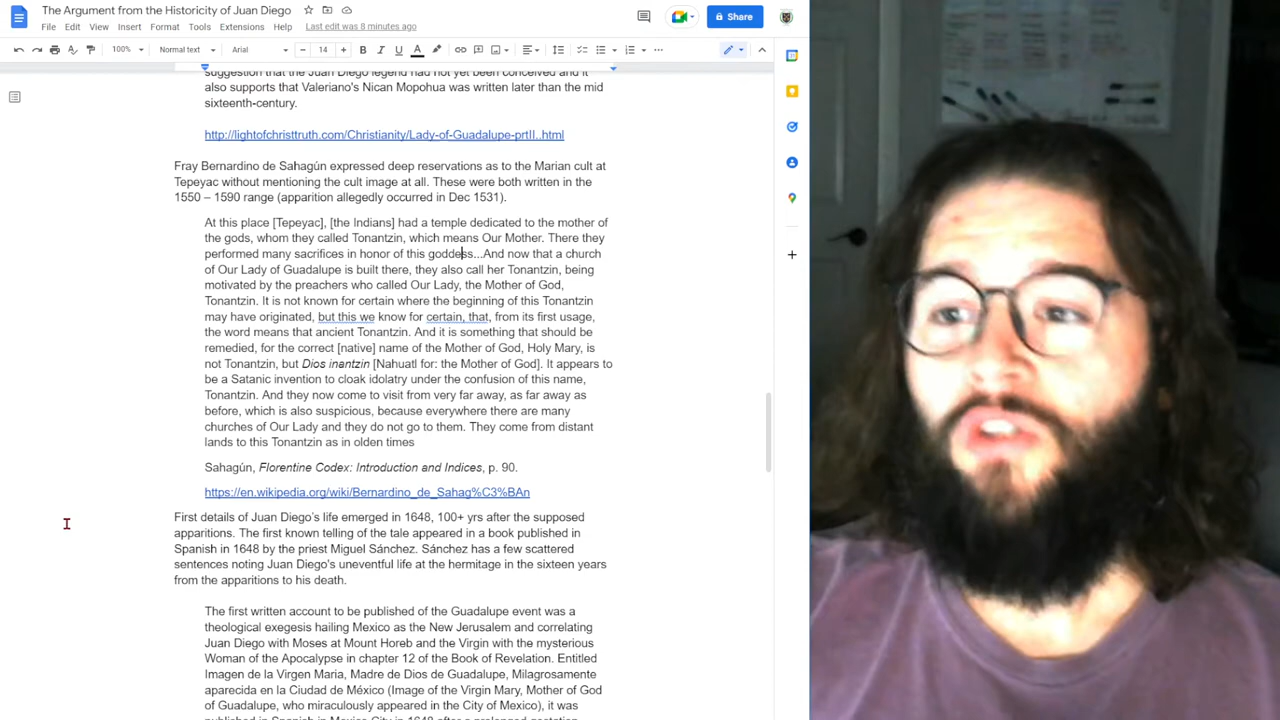 The Argument from the Historicity of Juan Diego
File Edit View Insert Format Tools Extensions Help Last edit was 8 minutes ago
Share
100% Normal text Arial 14
suggestion that the Juan Diego legend had not yet been conceived and it
also supports that Valeriano's Nican Mopohua was written later than the mid
sixteenth-century.
http://lightofchristtruth.com/Christianity/Lady-of-Guadalupe-prtII..html
Fray Bernardino de Sahagún expressed deep reservations as to the Marian cult at
Tepeyac without mentioning the cult image at all. These were both written in the
1550 – 1590 range (apparition allegedly occurred in Dec 1531).
At this place [Tepeyac], [the Indians] had a temple dedicated to the mother of
the gods, whom they called Tonantzin, which means Our Mother. There they
performed many sacrifices in honor of this goddess...And now that a church
of Our Lady of Guadalupe is built there, they also call her Tonantzin, being
motivated by the preachers who called Our Lady, the Mother of God,
Tonantzin. It is not known for certain where the beginning of this Tonantzin
may have originated, but this we know for certain, that, from its first usage,
the word means that ancient Tonantzin. And it is something that should be
remedied, for the correct [native] name of the Mother of God, Holy Mary, is
not Tonantzin, but Dios inantzin [Nahuatl for: the Mother of God]. It appears to
be a Satanic invention to cloak idolatry under the confusion of this name,
Tonantzin. And they now come to visit from very far away, as far away as
before, which is also suspicious, because everywhere there are many
churches of Our Lady and they do not go to them. They come from distant
lands to this Tonantzin as in olden times
Sahagún, Florentine Codex: Introduction and Indices, p. 90.
https://en.wikipedia.org/wiki/Bernardino_de_Sahag%C3%BAn
First details of Juan Diego's life emerged in 1648, 100+ yrs after the supposed
apparitions. The first known telling of the tale appeared in a book published in
Spanish in 1648 by the priest Miguel Sánchez. Sánchez has a few scattered
sentences noting Juan Diego's uneventful life at the hermitage in the sixteen years
from the apparitions to his death.
The first written account to be published of the Guadalupe event was a
theological exegesis hailing Mexico as the New Jerusalem and correlating
Juan Diego with Moses at Mount Horeb and the Virgin with the mysterious
Woman of the Apocalypse in chapter 12 of the Book of Revelation. Entitled
Imagen de la Virgen Maria, Madre de Dios de Guadalupe, Milagrosamente
aparecida en la Ciudad de México (Image of the Virgin Mary, Mother of God
of Guadalupe, who miraculously appeared in the City of Mexico), it was
published in Spanish in Mexico City in 1648 after a prolonged gestation